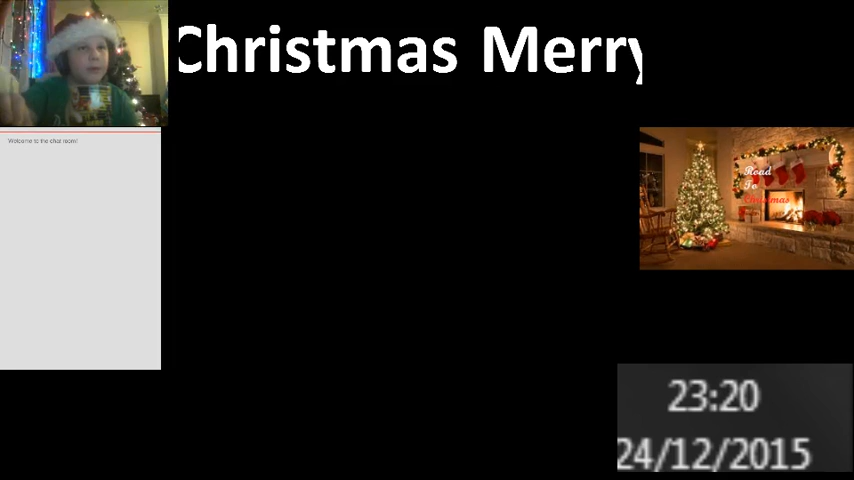 Christmas Merry
Welcome to the chat room!
Road
To
Christmas
23:20
24/12/2015